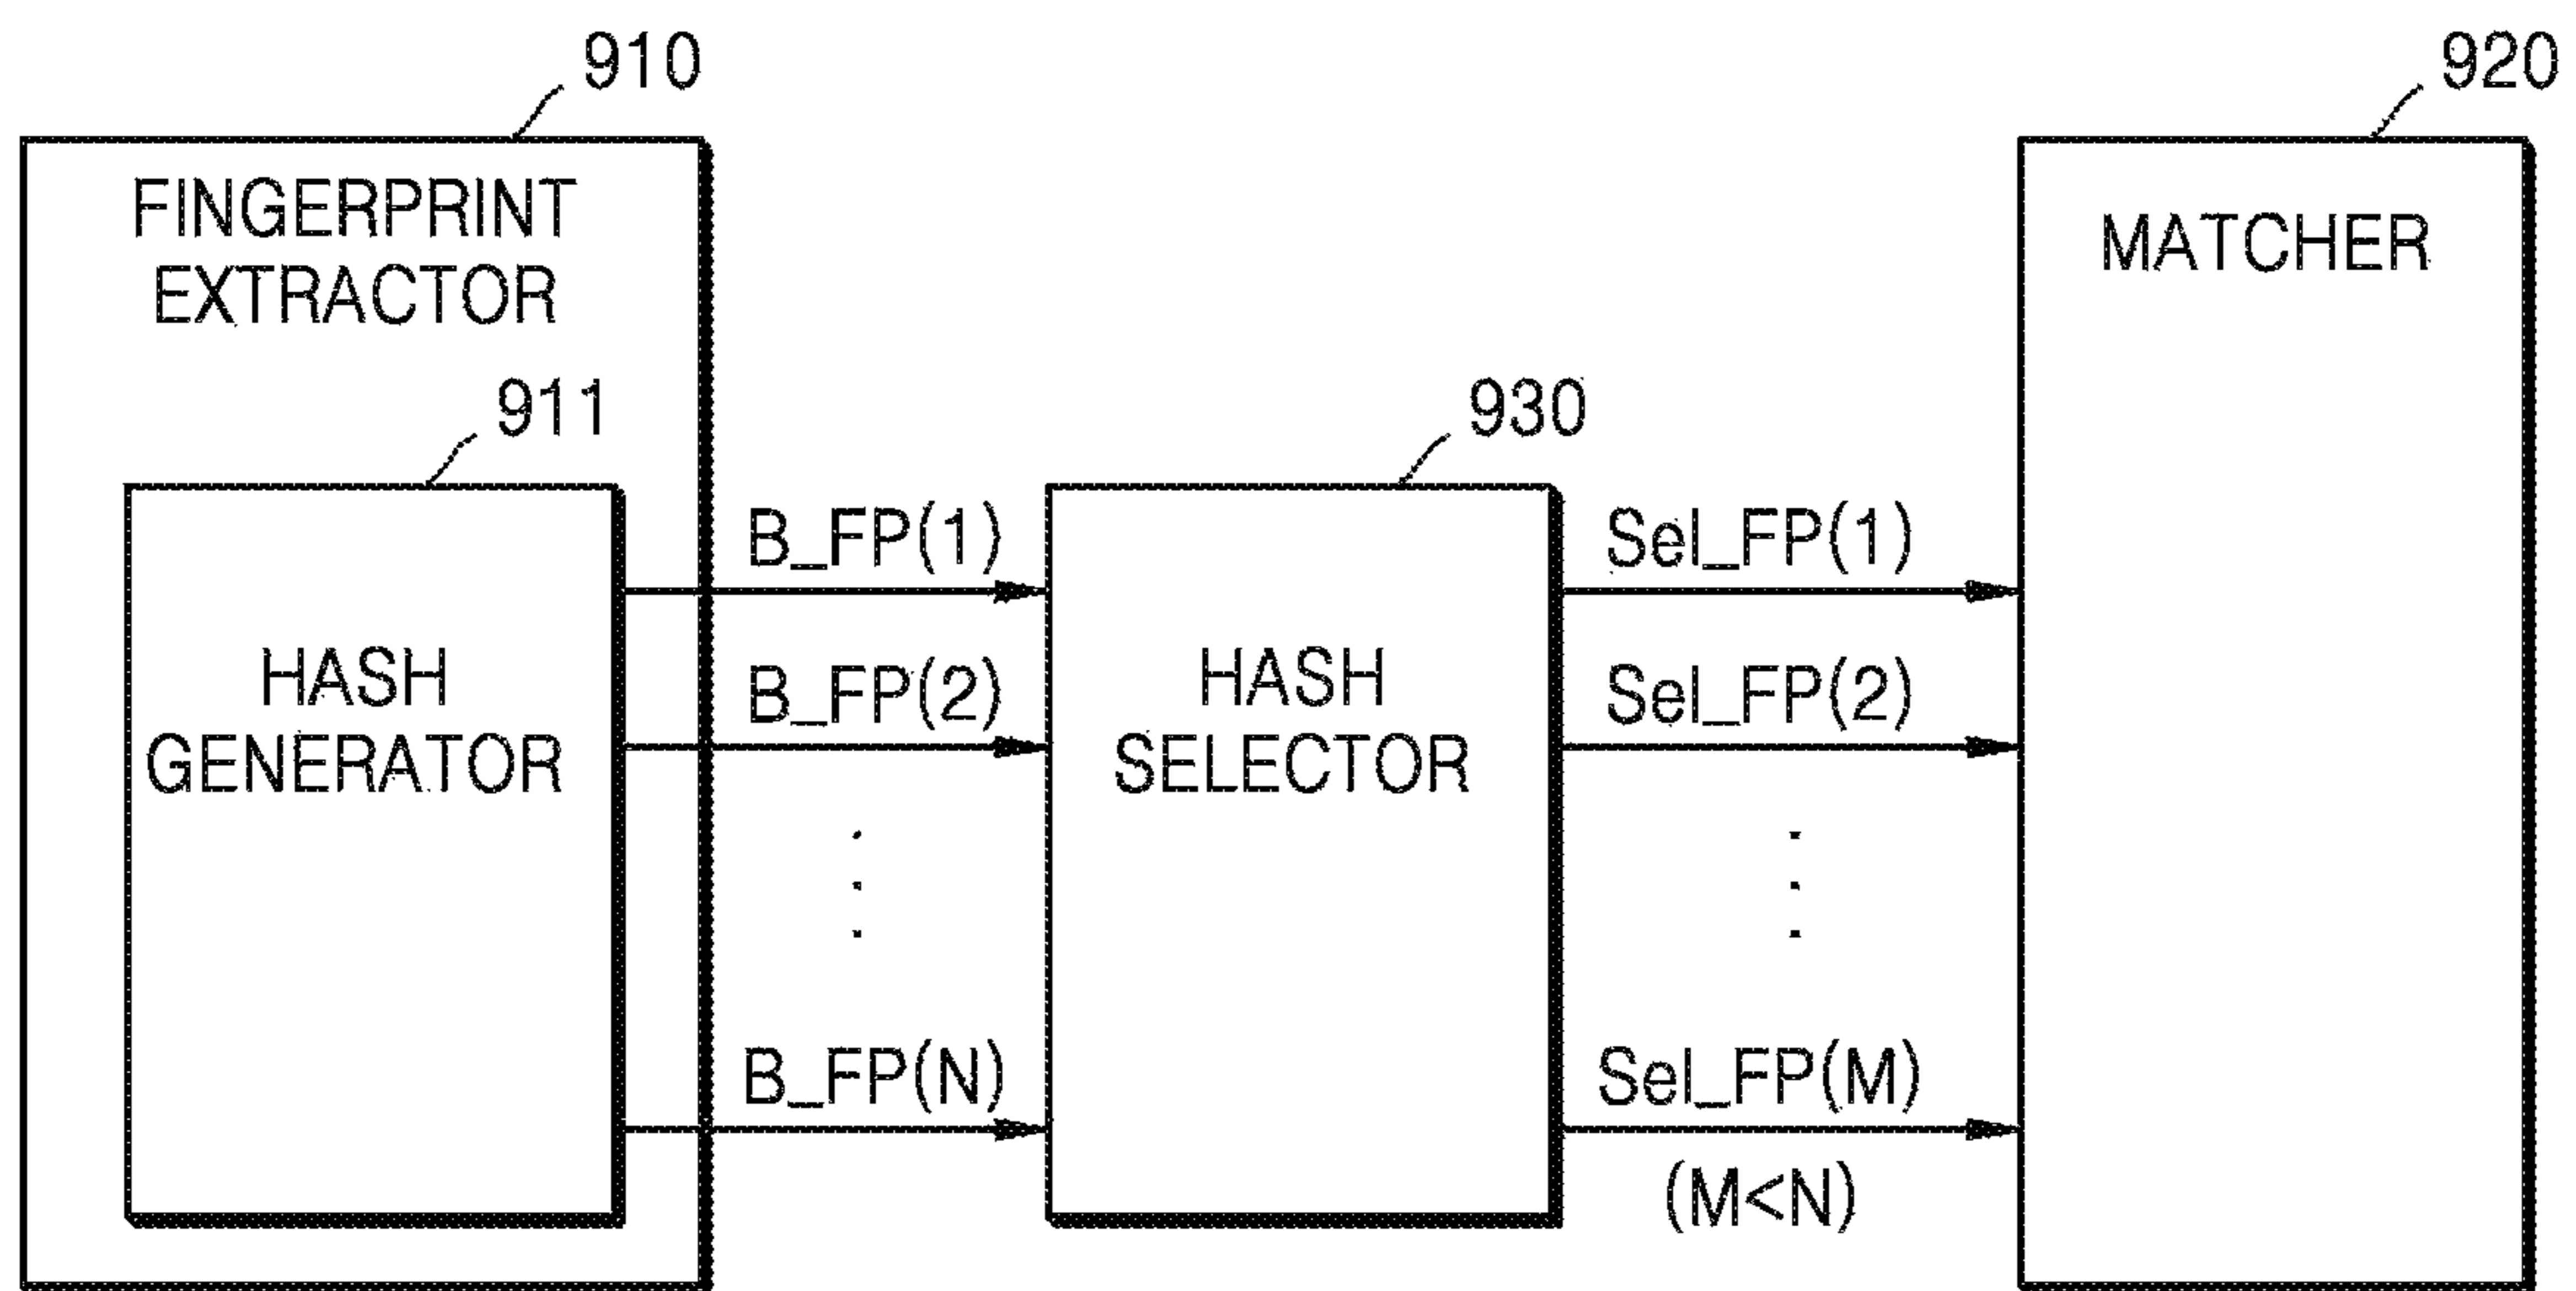 910
920
FINGERPRINT
EXTRACTOR
MATCHER
911
930
B_FP(1)
Sel_FP(1)
HASH
GENERATOR
B_FP(2)
HASH
SELECTOR
Sel_FP(2)
B_FP(N)
Sel_FP(M)
(M<N)